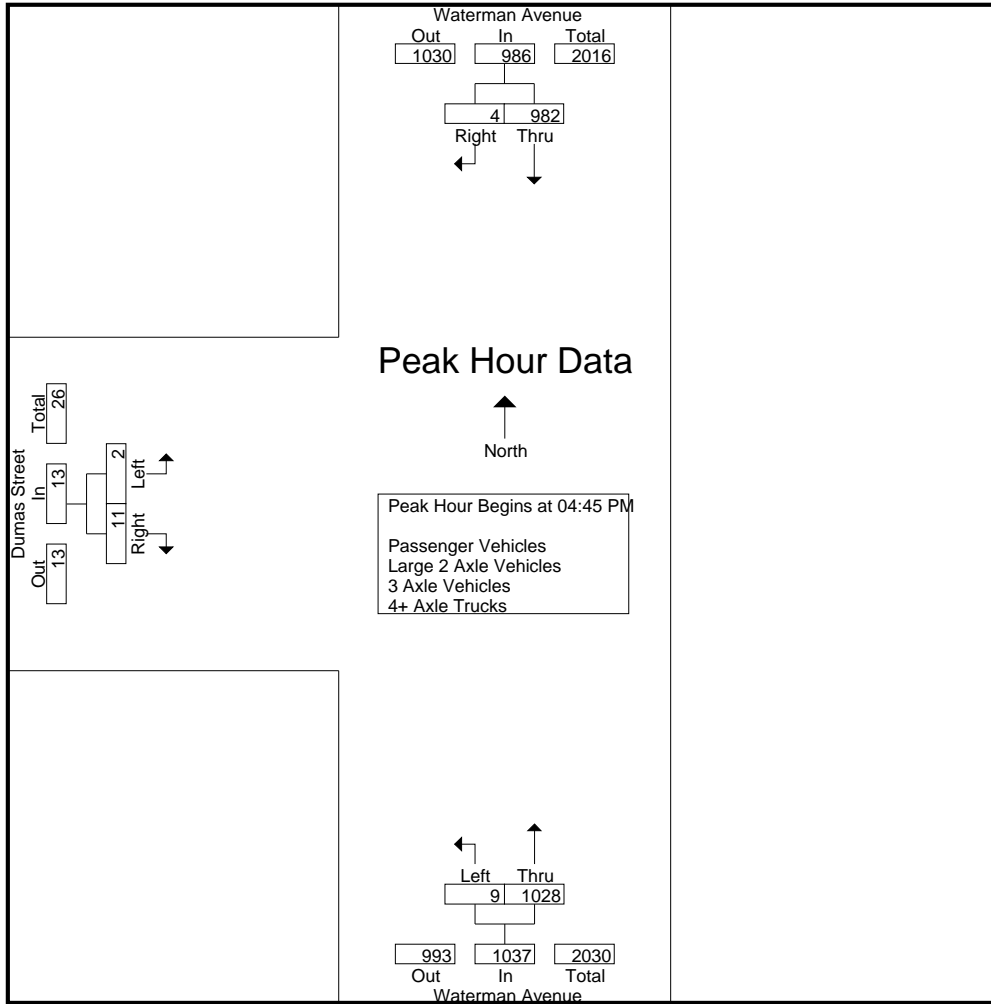 Waterman Avenue
Out In Total
1030 986 2016
4 982
Right Thru
Peak Hour Data
North
Peak Hour Begins at 04:45 PM
Passenger Vehicles
Large 2 Axle Vehicles
3 Axle Vehicles
4+ Axle Trucks
Dumas Street
Out In Total
13 13 26
11 2
Right Left
Left Thru
9 1028
993 1037 2030
Out In Total
Waterman Avenue